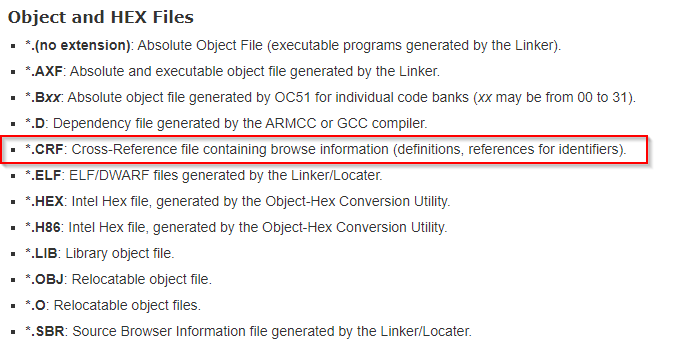 Object and HEX Files
*.(no extension): Absolute Object File (executable programs generated by the Linker).
*.AXF: Absolute and executable object file generated by the Linker.
*.Bxx: Absolute object file generated by OC51 for individual code banks (xx may be from 00 to 31).
*.D: Dependency file generated by the ARMCC or GCC compiler.
*.CRF: Cross-Reference file containing browse information (definitions, references for identifiers).
*.ELF: ELF/DWARF files generated by the Linker/Locater.
*.HEX: Intel Hex file, generated by the Object-Hex Conversion Utility.
*.H86: Intel Hex file, generated by the Object-Hex Conversion Utility.
*.LIB: Library object file.
*.OBJ: Relocatable object file.
*.O: Relocatable object files.
*.SBR: Source Browser Information file generated by the Linker/Locater.